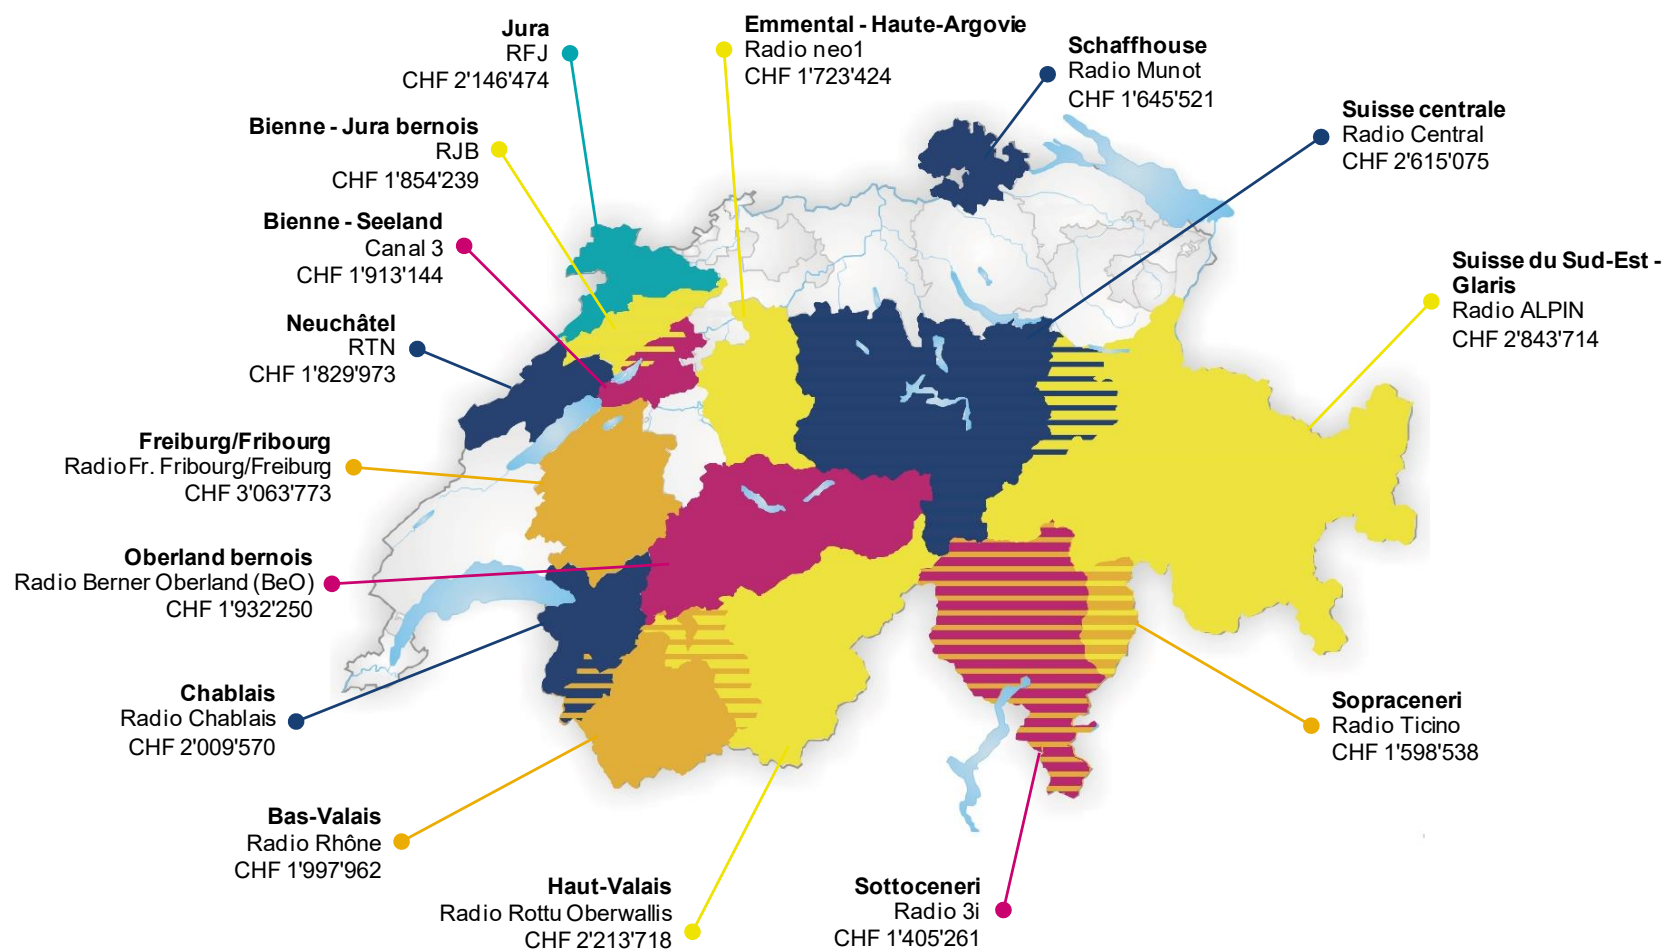 Jura
RFJ
CHF 2'146'474
Emmental - Haute-Argovie
Radio neo1
CHF 1'723'424
Schaffhouse
Radio Munot
CHF 1'645'521
Suisse centrale
Radio Central
CHF 2'615'075
Bienne - Jura bernois
RJB
CHF 1'854'239
Bienne - Seeland
Canal 3
CHF 1'913'144
Suisse du Sud-Est -
Glaris
Radio ALPIN
CHF 2'843'714
Neuchâtel
RTN
CHF 1'829'973
Freiburg/Fribourg
RadioFr. Fribourg/Freiburg
CHF 3'063'773
Oberland bernois
Radio Berner Oberland (BeO)
CHF 1'932'250
Chablais
Radio Chablais
CHF 2'009'570
Sopraceneri
Radio Ticino
CHF 1'598'538
Bas-Valais
Radio Rhône
CHF 1'997'962
Haut-Valais
Radio Rottu Oberwallis
CHF 2'213'718
Sottoceneri
Radio 3i
CHF 1'405'261